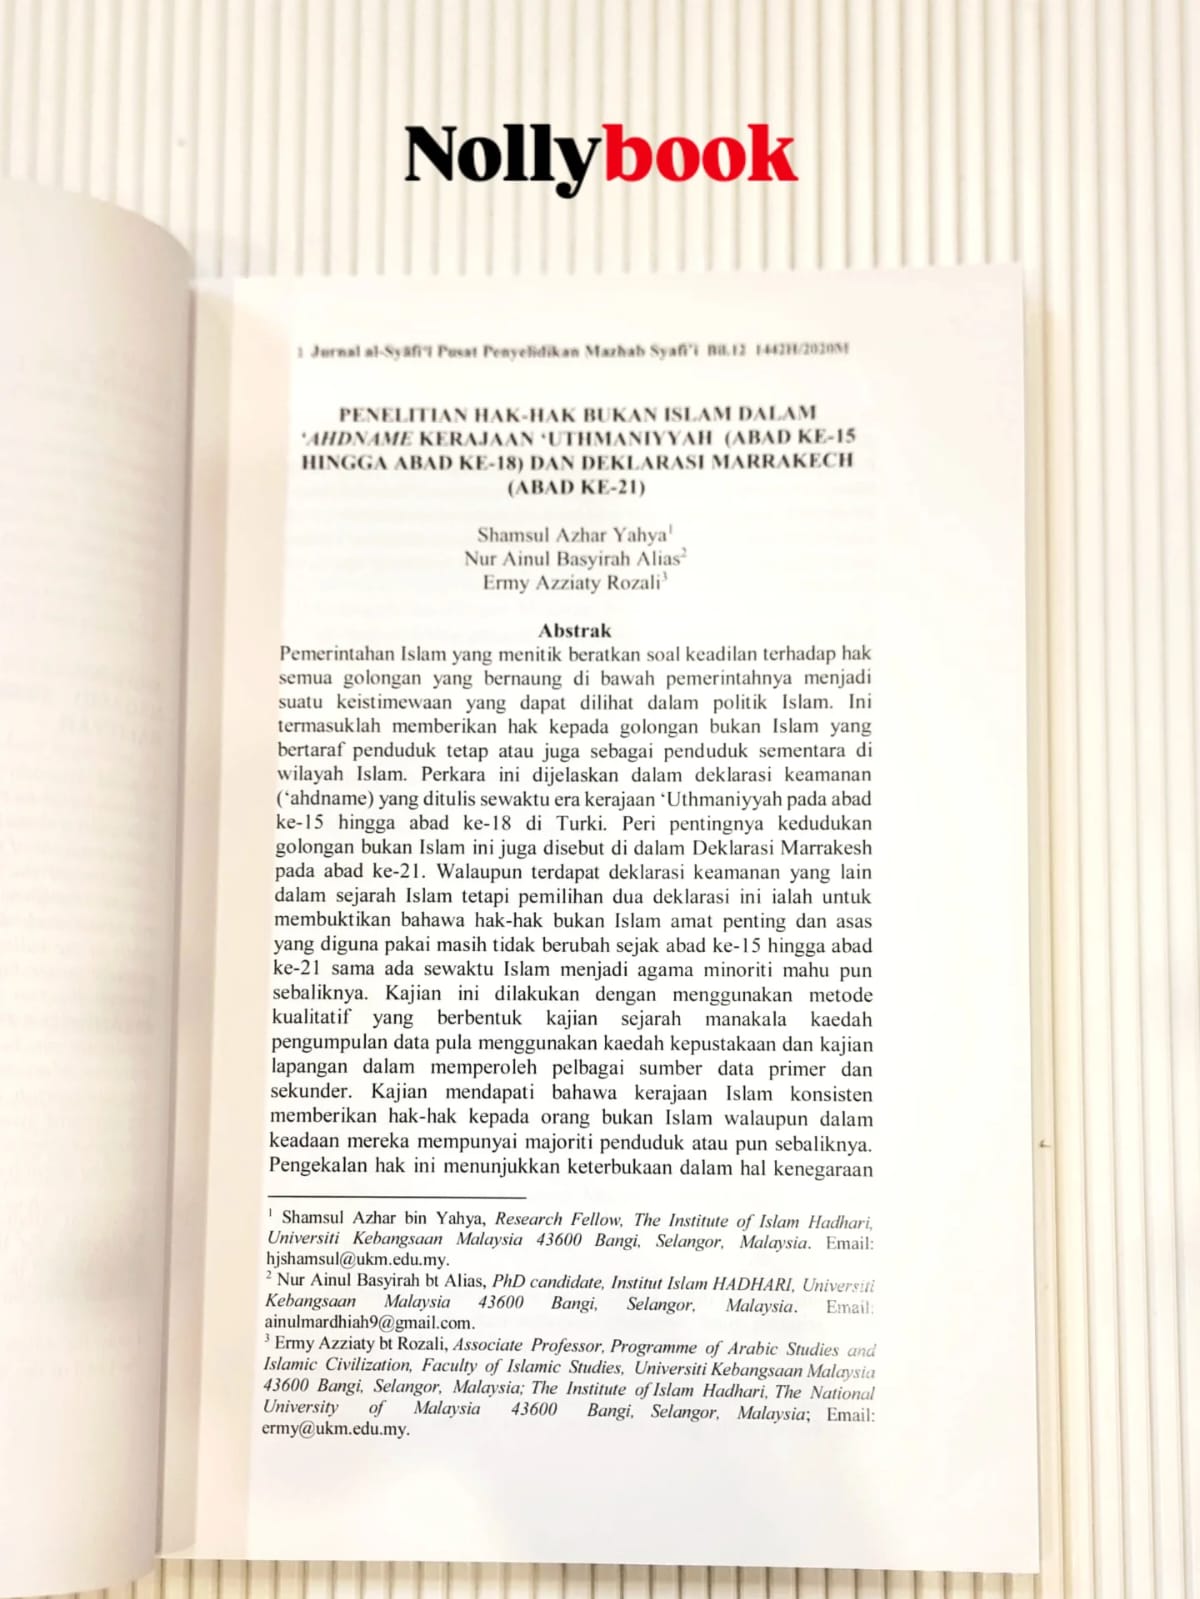 Nollybook
1 Jurnal al-Syāfi'ī Pusat Penyelidikan Mazhab Syafi'i Bil.12 1442H/2020M
PENELITIAN HAK-HAK BUKAN ISLAM DALAM
‘AHDNAME KERAJAAN ‘UTHMANIYYAH (ABAD KE-15
HINGGA ABAD KE-18) DAN DEKLARASI MARRAKECH
(ABAD KE-21)
Shamsul Azhar Yahya¹
Nur Ainul Basyirah Alias²
Ermy Azziaty Rozali³
Abstrak
Pemerintahan Islam yang menitik beratkan soal keadilan terhadap hak
semua golongan yang bernaung di bawah pemerintahnya menjadi
suatu keistimewaan yang dapat dilihat dalam politik Islam. Ini
termasuklah memberikan hak kepada golongan bukan Islam yang
bertaraf penduduk tetap atau juga sebagai penduduk sementara di
wilayah Islam. Perkara ini dijelaskan dalam deklarasi keamanan
(‘ahdname) yang ditulis sewaktu era kerajaan ‘Uthmaniyyah pada abad
ke-15 hingga abad ke-18 di Turki. Peri pentingnya kedudukan
golongan bukan Islam ini juga disebut di dalam Deklarasi Marrakesh
pada abad ke-21. Walaupun terdapat deklarasi keamanan yang lain
dalam sejarah Islam tetapi pemilihan dua deklarasi ini ialah untuk
membuktikan bahawa hak-hak bukan Islam amat penting dan asas
yang diguna pakai masih tidak berubah sejak abad ke-15 hingga abad
ke-21 sama ada sewaktu Islam menjadi agama minoriti mahu pun
sebaliknya. Kajian ini dilakukan dengan menggunakan metode
kualitatif yang berbentuk kajian sejarah manakala kaedah
pengumpulan data pula menggunakan kaedah kepustakaan dan kajian
lapangan dalam memperoleh pelbagai sumber data primer dan
sekunder. Kajian mendapati bahawa kerajaan Islam konsisten
memberikan hak-hak kepada orang bukan Islam walaupun dalam
keadaan mereka mempunyai majoriti penduduk atau pun sebaliknya.
Pengekalan hak ini menunjukkan keterbukaan dalam hal kenegaraan
¹ Shamsul Azhar bin Yahya, Research Fellow, The Institute of Islam Hadhari,
Universiti Kebangsaan Malaysia 43600 Bangi, Selangor, Malaysia. Email:
hjshamsul@ukm.edu.my.
² Nur Ainul Basyirah bt Alias, PhD candidate, Institut Islam HADHARI, Universiti
Kebangsaan Malaysia 43600 Bangi, Selangor, Malaysia. Email:
ainulmardhiah9@gmail.com.
³ Ermy Azziaty bt Rozali, Associate Professor, Programme of Arabic Studies and
Islamic Civilization, Faculty of Islamic Studies, Universiti Kebangsaan Malaysia
43600 Bangi, Selangor, Malaysia; The Institute of Islam Hadhari, The National
University of Malaysia 43600 Bangi, Selangor, Malaysia; Email:
ermy@ukm.edu.my.